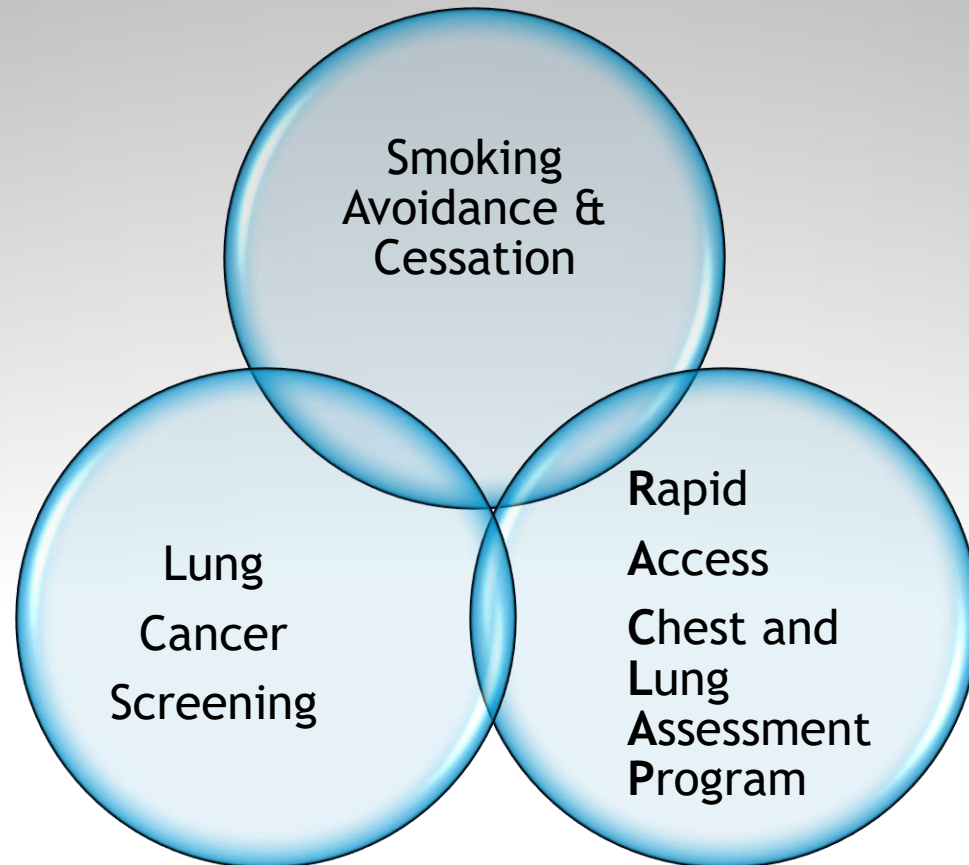 Smoking
Avoidance &
Cessation
Lung
Cancer
Screening
Rapid
Access
Chest and
Lung
Assessment
Program